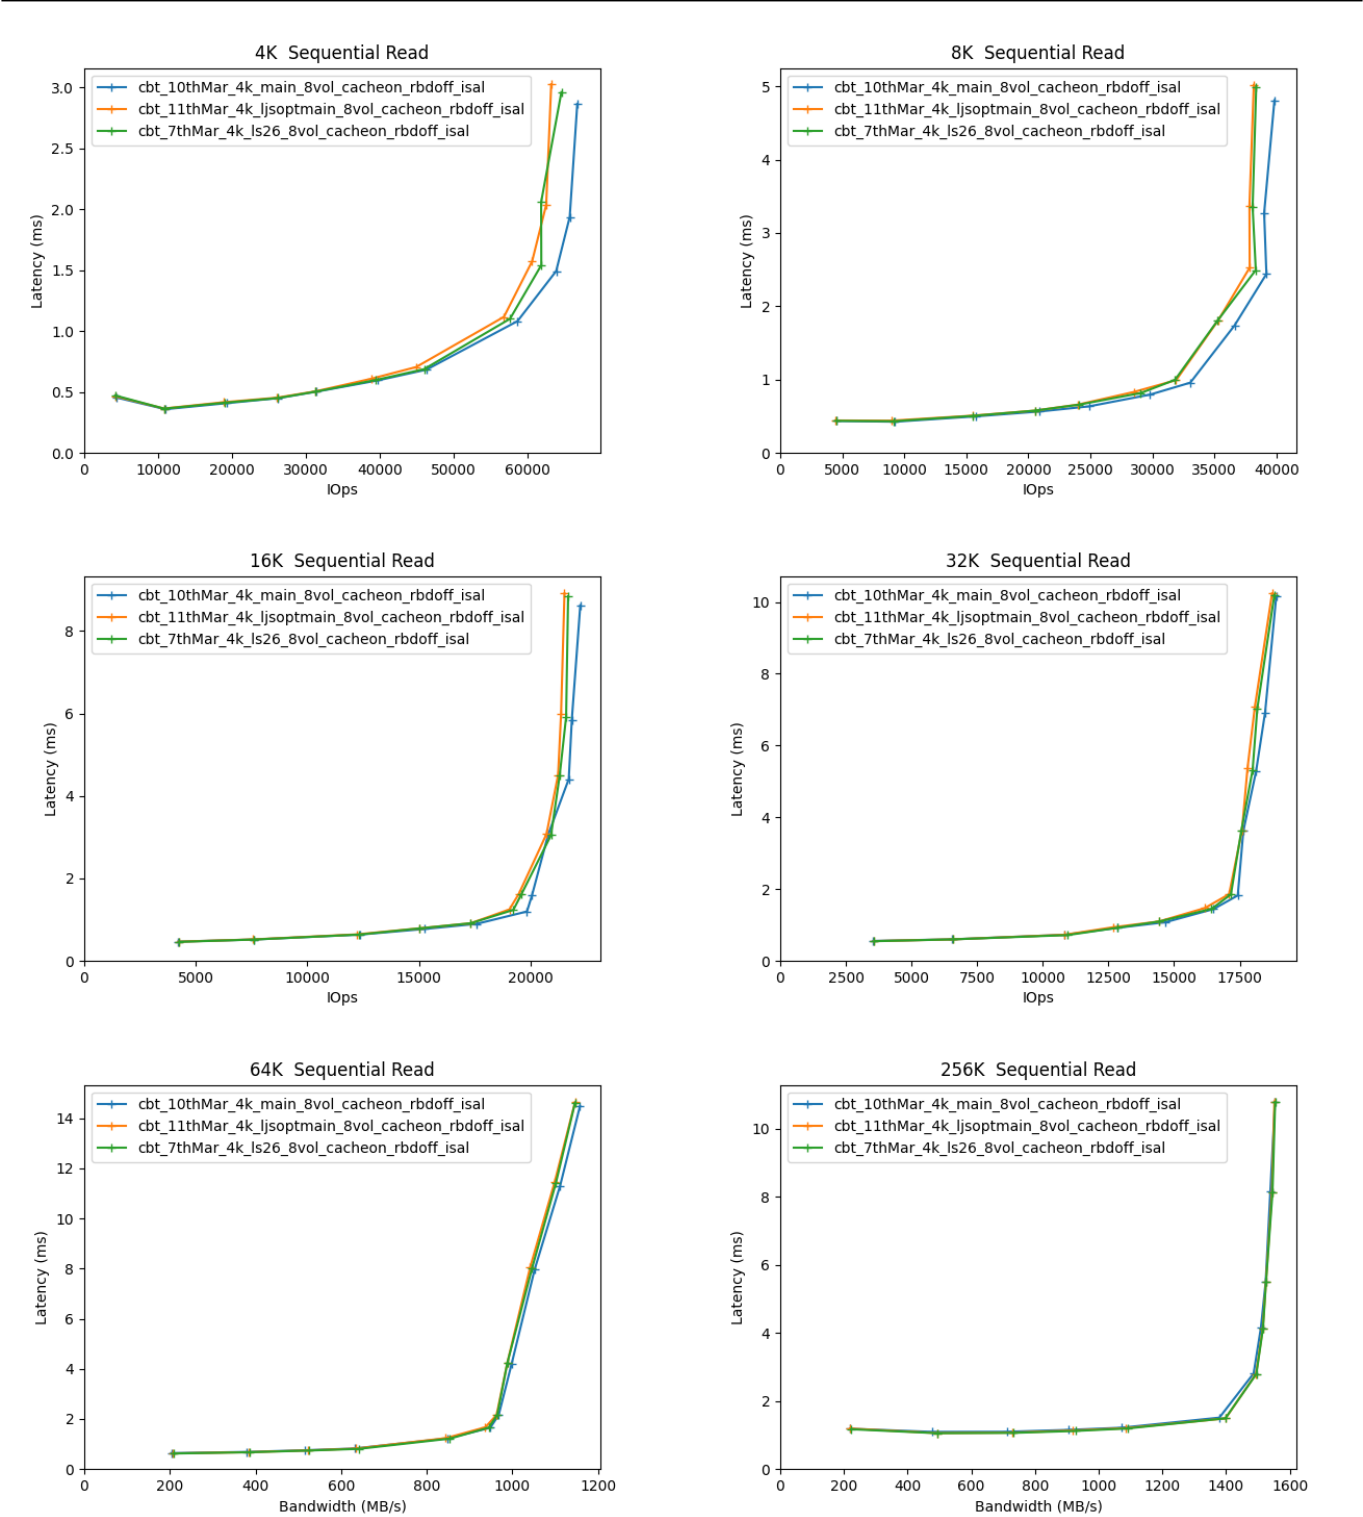 4K  Sequential Read
cbt_10thMar_4k_main_8vol_cacheon_rbdoff_isal
cbt_11thMar_4k_ljsoptmain_8vol_cacheon_rbdoff_isal
cbt_7thMar_4k_ls26_8vol_cacheon_rbdoff_isal
3.0
2.5
2.0
1.5
1.0
0.5
0.0
Latency (ms)
0 10000 20000 30000 40000 50000 60000
IOps
8K  Sequential Read
cbt_10thMar_4k_main_8vol_cacheon_rbdoff_isal
cbt_11thMar_4k_ljsoptmain_8vol_cacheon_rbdoff_isal
cbt_7thMar_4k_ls26_8vol_cacheon_rbdoff_isal
5
4
3
2
1
0
Latency (ms)
0 5000 10000 15000 20000 25000 30000 35000 40000
IOps
16K  Sequential Read
cbt_10thMar_4k_main_8vol_cacheon_rbdoff_isal
cbt_11thMar_4k_ljsoptmain_8vol_cacheon_rbdoff_isal
cbt_7thMar_4k_ls26_8vol_cacheon_rbdoff_isal
8
6
4
2
0
Latency (ms)
0 5000 10000 15000 20000
IOps
32K  Sequential Read
cbt_10thMar_4k_main_8vol_cacheon_rbdoff_isal
cbt_11thMar_4k_ljsoptmain_8vol_cacheon_rbdoff_isal
cbt_7thMar_4k_ls26_8vol_cacheon_rbdoff_isal
10
8
6
4
2
0
Latency (ms)
0 2500 5000 7500 10000 12500 15000 17500
IOps
64K  Sequential Read
cbt_10thMar_4k_main_8vol_cacheon_rbdoff_isal
cbt_11thMar_4k_ljsoptmain_8vol_cacheon_rbdoff_isal
cbt_7thMar_4k_ls26_8vol_cacheon_rbdoff_isal
14
12
10
8
6
4
2
0
Latency (ms)
0 200 400 600 800 1000 1200
Bandwidth (MB/s)
256K  Sequential Read
cbt_10thMar_4k_main_8vol_cacheon_rbdoff_isal
cbt_11thMar_4k_ljsoptmain_8vol_cacheon_rbdoff_isal
cbt_7thMar_4k_ls26_8vol_cacheon_rbdoff_isal
10
8
6
4
2
0
Latency (ms)
0 200 400 600 800 1000 1200 1400 1600
Bandwidth (MB/s)